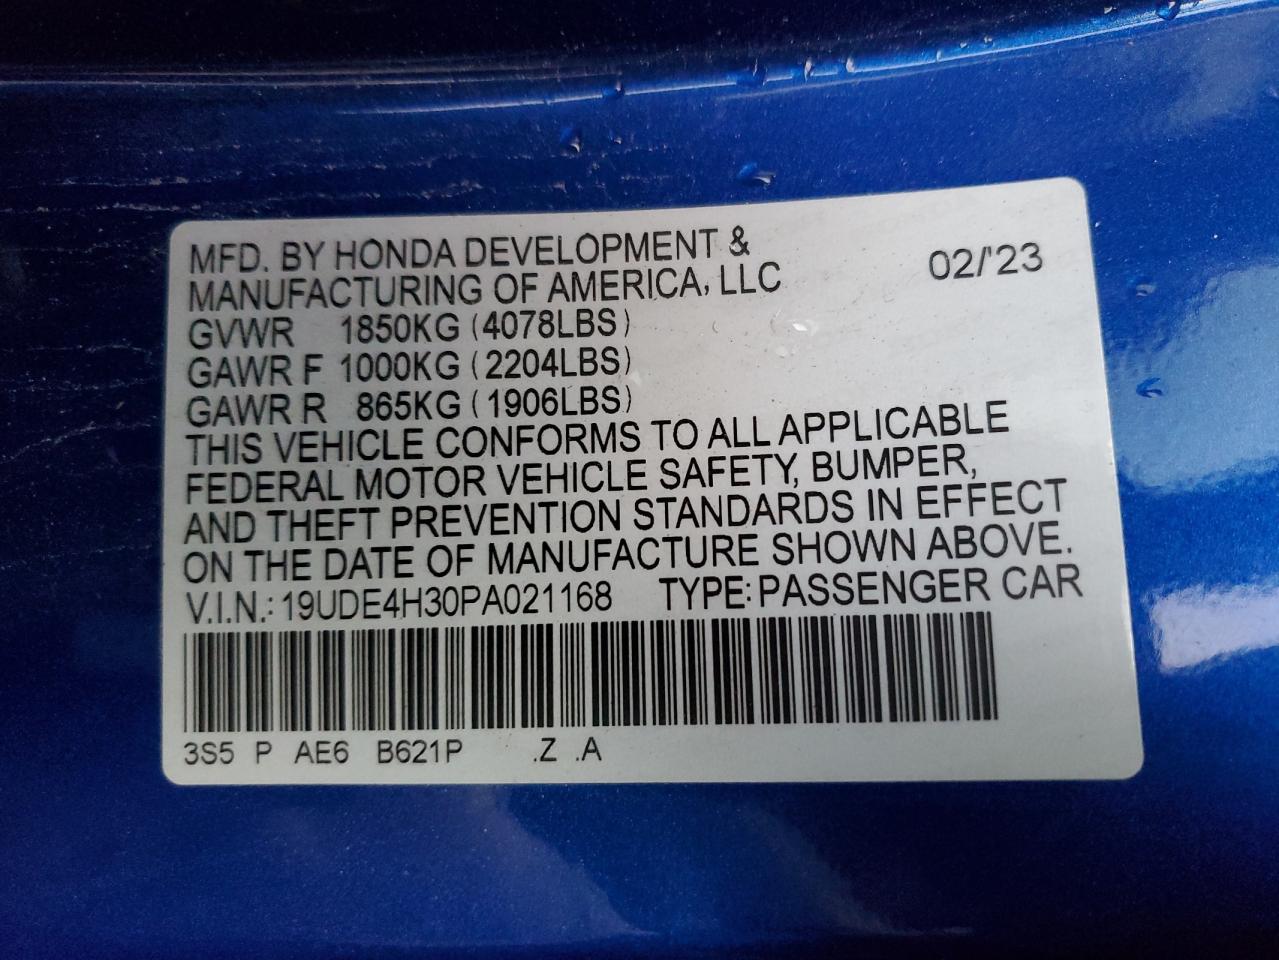 MFD. BY HONDA DEVELOPMENT &
MANUFACTURING OF AMERICA, LLC 02/'23
GVWR 1850KG (4078LBS)
GAWR F 1000KG (2204LBS)
GAWR R 865KG (1906LBS)
THIS VEHICLE CONFORMS TO ALL APPLICABLE
FEDERAL MOTOR VEHICLE SAFETY, BUMPER,
AND THEFT PREVENTION STANDARDS IN EFFECT
ON THE DATE OF MANUFACTURE SHOWN ABOVE.
V.I.N.: 19UDE4H30PA021168 TYPE: PASSENGER CAR
3S5 P AE6 B621P .Z .A